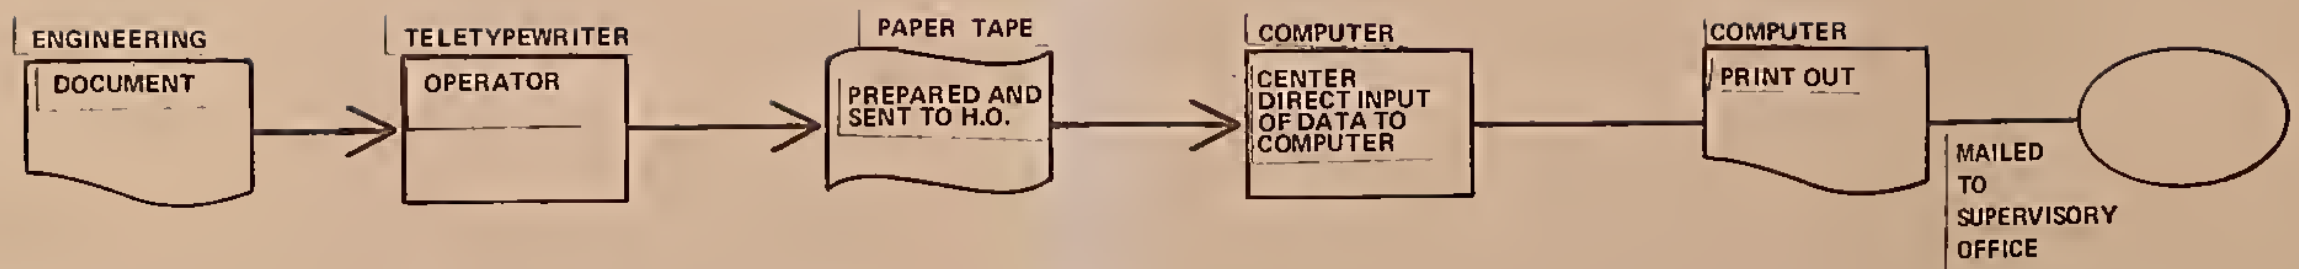 ENGINEERING
DOCUMENT
TELETYPEWRITER
OPERATOR
PAPER TAPE
PREPARED AND
SENT TO H.O.
COMPUTER
CENTER
DIRECT INPUT
OF DATA TO
COMPUTER
COMPUTER
PRINT OUT
MAILED
TO
SUPERVISORY
OFFICE